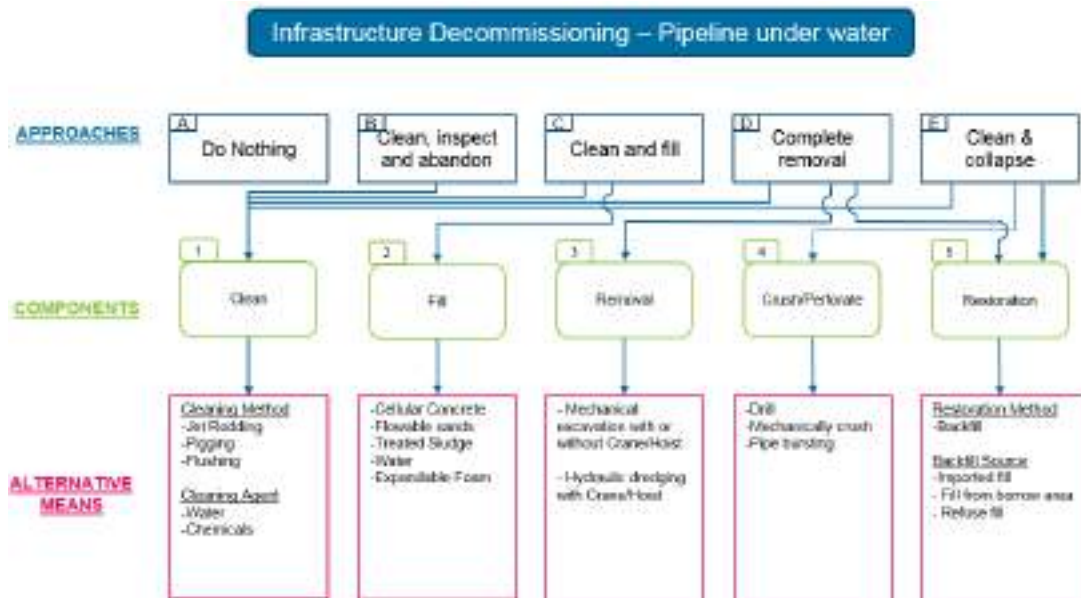 Infrastructure Decommissioning – Pipeline under water
APPROACHES
A
Do Nothing
B
Clean, inspect
and abandon
C
Clean and fill
D
Complete
removal
E
Clean &
collapse
COMPONENTS
1
Clean
2
Fill
3
Removal
4
Crush/Perforate
5
Restoration
ALTERNATIVE
MEANS
Cleaning Method
-Jet Rodding
-Pigging
-Flushing
Cleaning Agent
-Water
-Chemicals
-Cellular Concrete
-Flowable sands
-Treated Sludge
-Water
-Expandable Foam
- Mechanical
excavation with or
without Crane/Hoist
- Hydraulic dredging
with Crane/Hoist
-Drill
-Mechanically crush
-Pipe bursting
Restoration Method
-Backfill
Backfill Source
- Imported fill
- Fill from borrow area
- Refuse fill